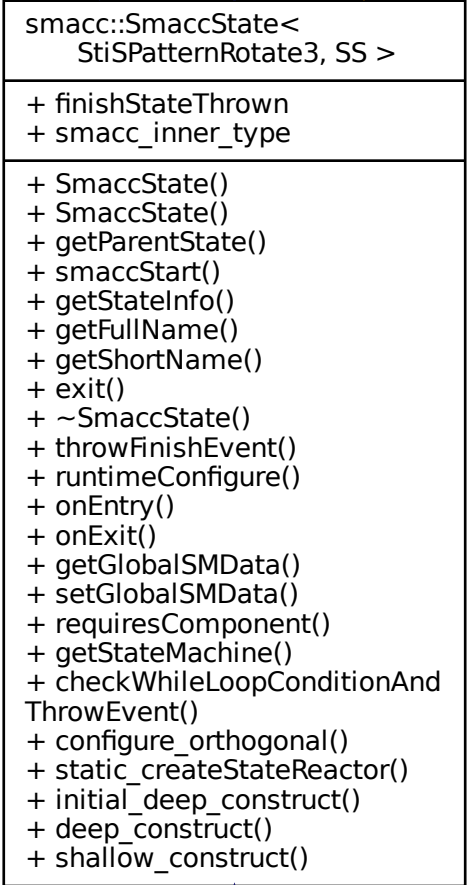 smacc::SmaccState<
StiSPatternRotate3, SS >
+ finishStateThrown
+ smacc_inner_type
+ SmaccState()
+ SmaccState()
+ getParentState()
+ smaccStart()
+ getStateInfo()
+ getFullName()
+ getShortName()
+ exit()
+ ~SmaccState()
+ throwFinishEvent()
+ runtimeConfigure()
+ onEntry()
+ onExit()
+ getGlobalSMData()
+ setGlobalSMData()
+ requiresComponent()
+ getStateMachine()
+ checkWhileLoopConditionAnd
ThrowEvent()
+ configure_orthogonal()
+ static_createStateReactor()
+ initial_deep_construct()
+ deep_construct()
+ shallow_construct()